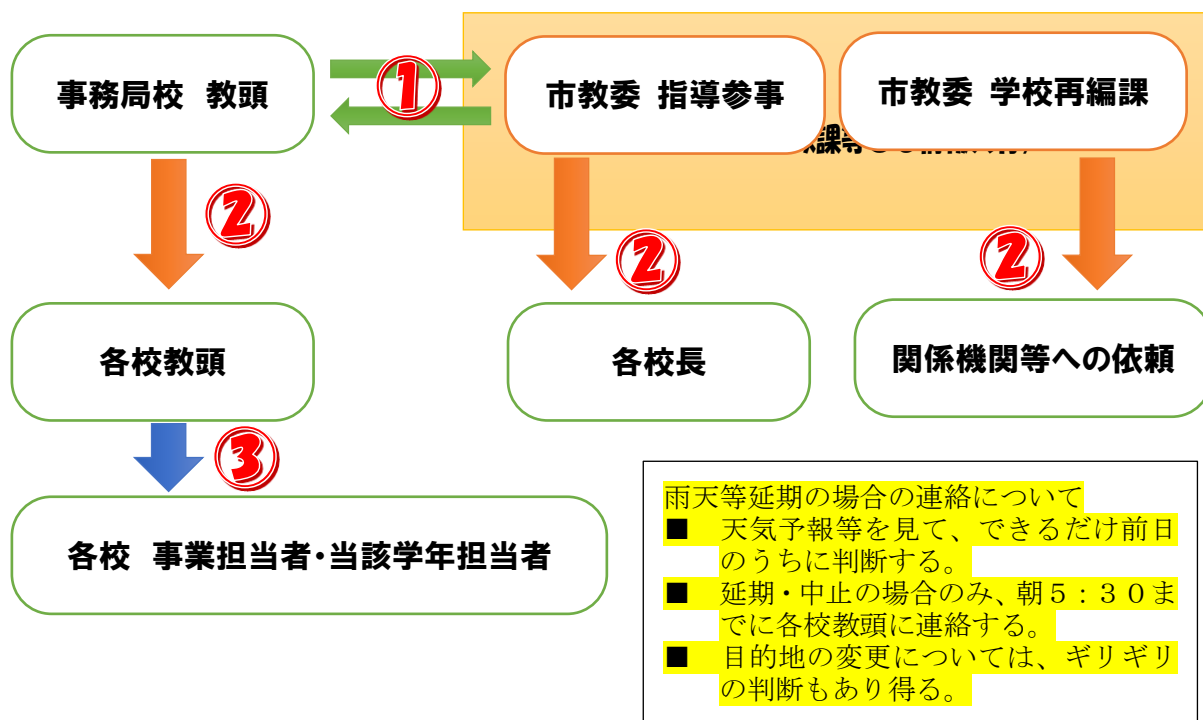 事務局校 教頭
①
市教委 指導参事
市教委 学校再編課
課等
②
②
②
各校教頭
各校長
関係機関等への依頼
③
各校 事業担当者・当該学年担当者
雨天等延期の場合の連絡について
■ 天気予報等を見て、できるだけ前日
のうちに判断する。
■ 延期・中止の場合のみ、朝５：３０ま
でに各校教頭に連絡する。
■ 目的地の変更については、ギリギリ
の判断もあり得る。